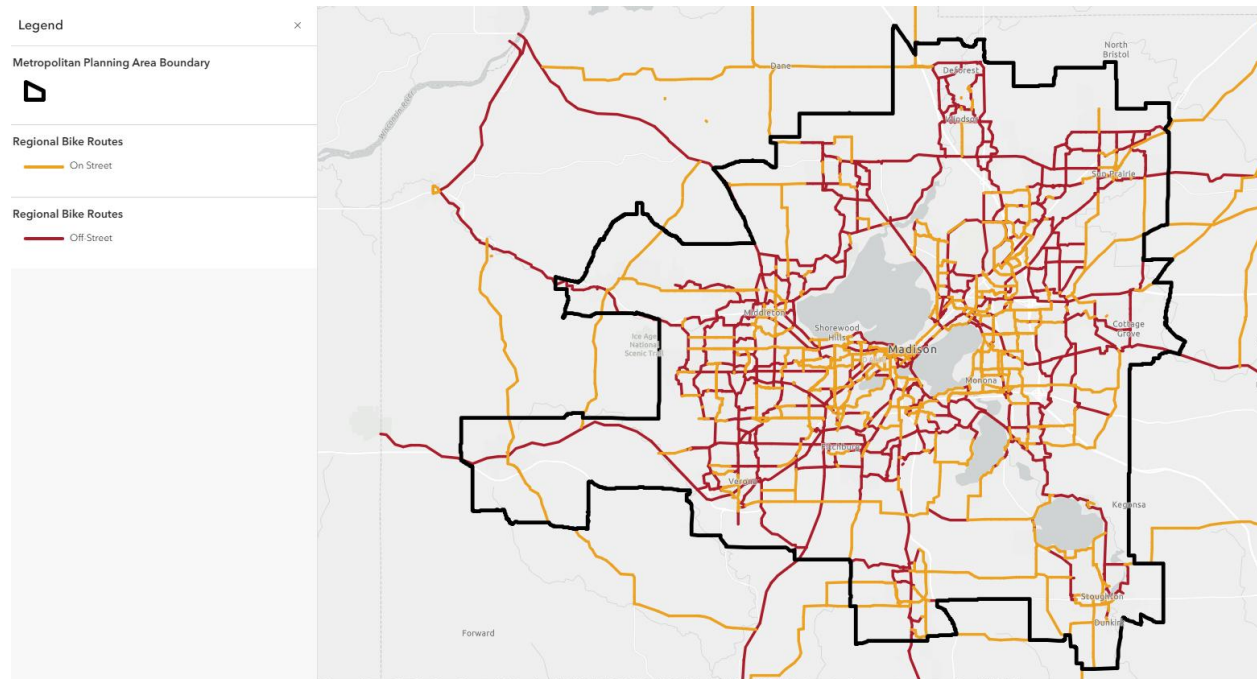 Legend
×
Metropolitan Planning Area Boundary
Regional Bike Routes
On Street
Regional Bike Routes
Off-Street
North
Bristol
Dane
DeForest
Windsor
Sun Prairie
Middleton
Shorewood
Hills
Cottage
Grove
Ice Age
National
Scenic Trail
Madison
Monona
Fitchburg
Verona
Kegonsa
Stoughton
Dunkirk
Forward